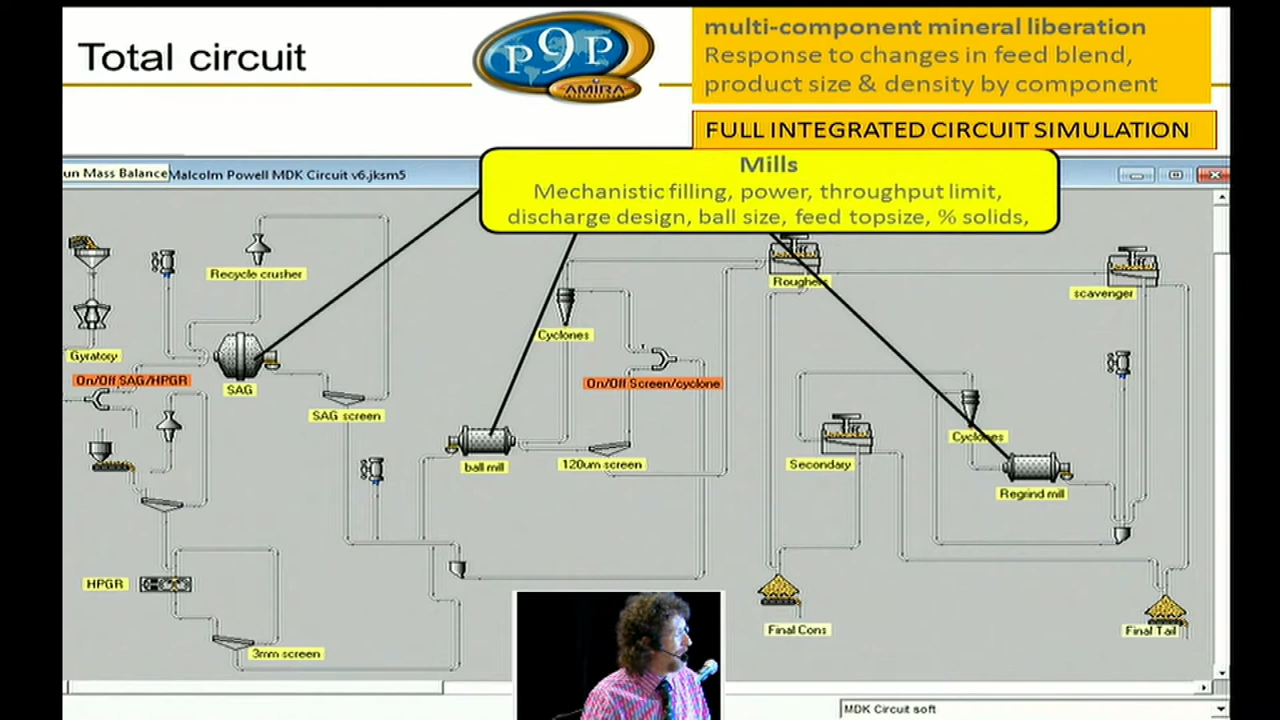 Total circuit
P9P
AMIRA
multi-component mineral liberation
Response to changes in feed blend,
product size & density by component
FULL INTEGRATED CIRCUIT SIMULATION
un Mass Balance
Malcolm Powell MDK Circuit v6.jksm5
Mills
Mechanistic filling, power, throughput limit,
discharge design, ball size, feed topsize, % solids,
Recycle crusher
Roughers
scavenger
Gyratory
Cyclones
On/Off SAG/HPGR
SAG
On/Off Screen/cyclone
SAG screen
Cyclones
ball mill
120um screen
Secondary
Regrind mill
HPGR
Final Cons
Final Tail
3mm screen
MDK Circuit soft